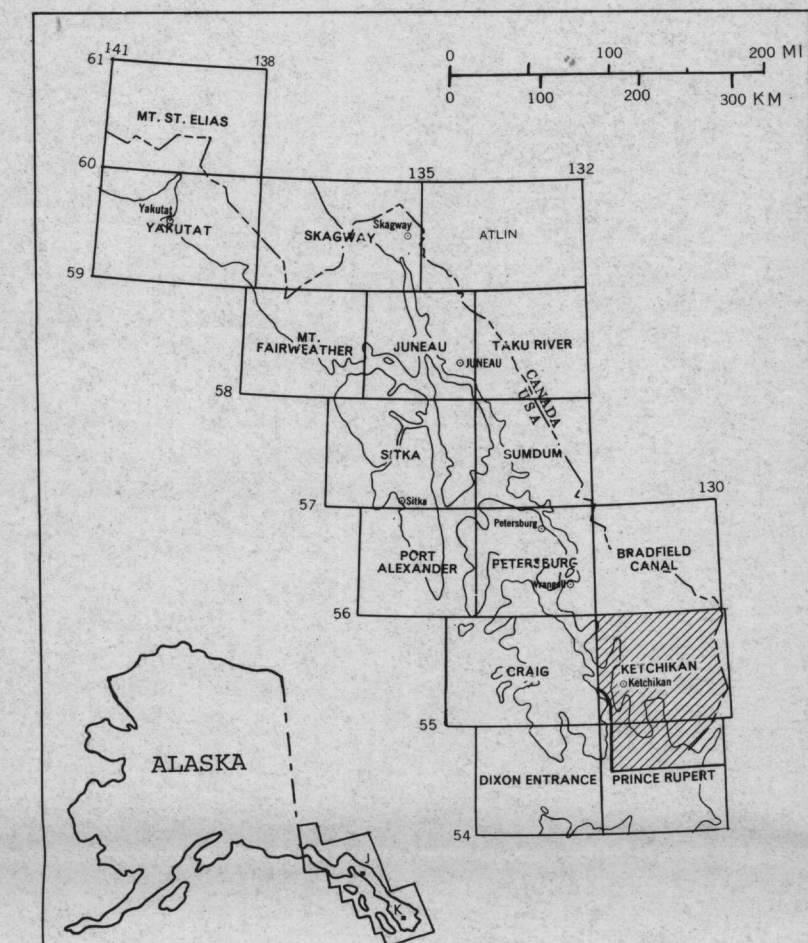 141
61
138
0 100 200 MI
0 100 200 300 KM
MT. ST. ELIAS
60
135
132
Yakutat
YAKUTAT
SKAGWAY
Skagway
ATLIN
59
MT.
FAIRWEATHER
JUNEAU
JUNEAU
TAKU RIVER
58
CANADA
USA
SITKA
SUMDUM
57
Sitka
130
Petersburg
PORT
ALEXANDER
PETERSBURG
Wrangell
BRADFIELD
CANAL
56
CRAIG
KETCHIKAN
Ketchikan
55
ALASKA
DIXON ENTRANCE
PRINCE RUPERT
54
J
K